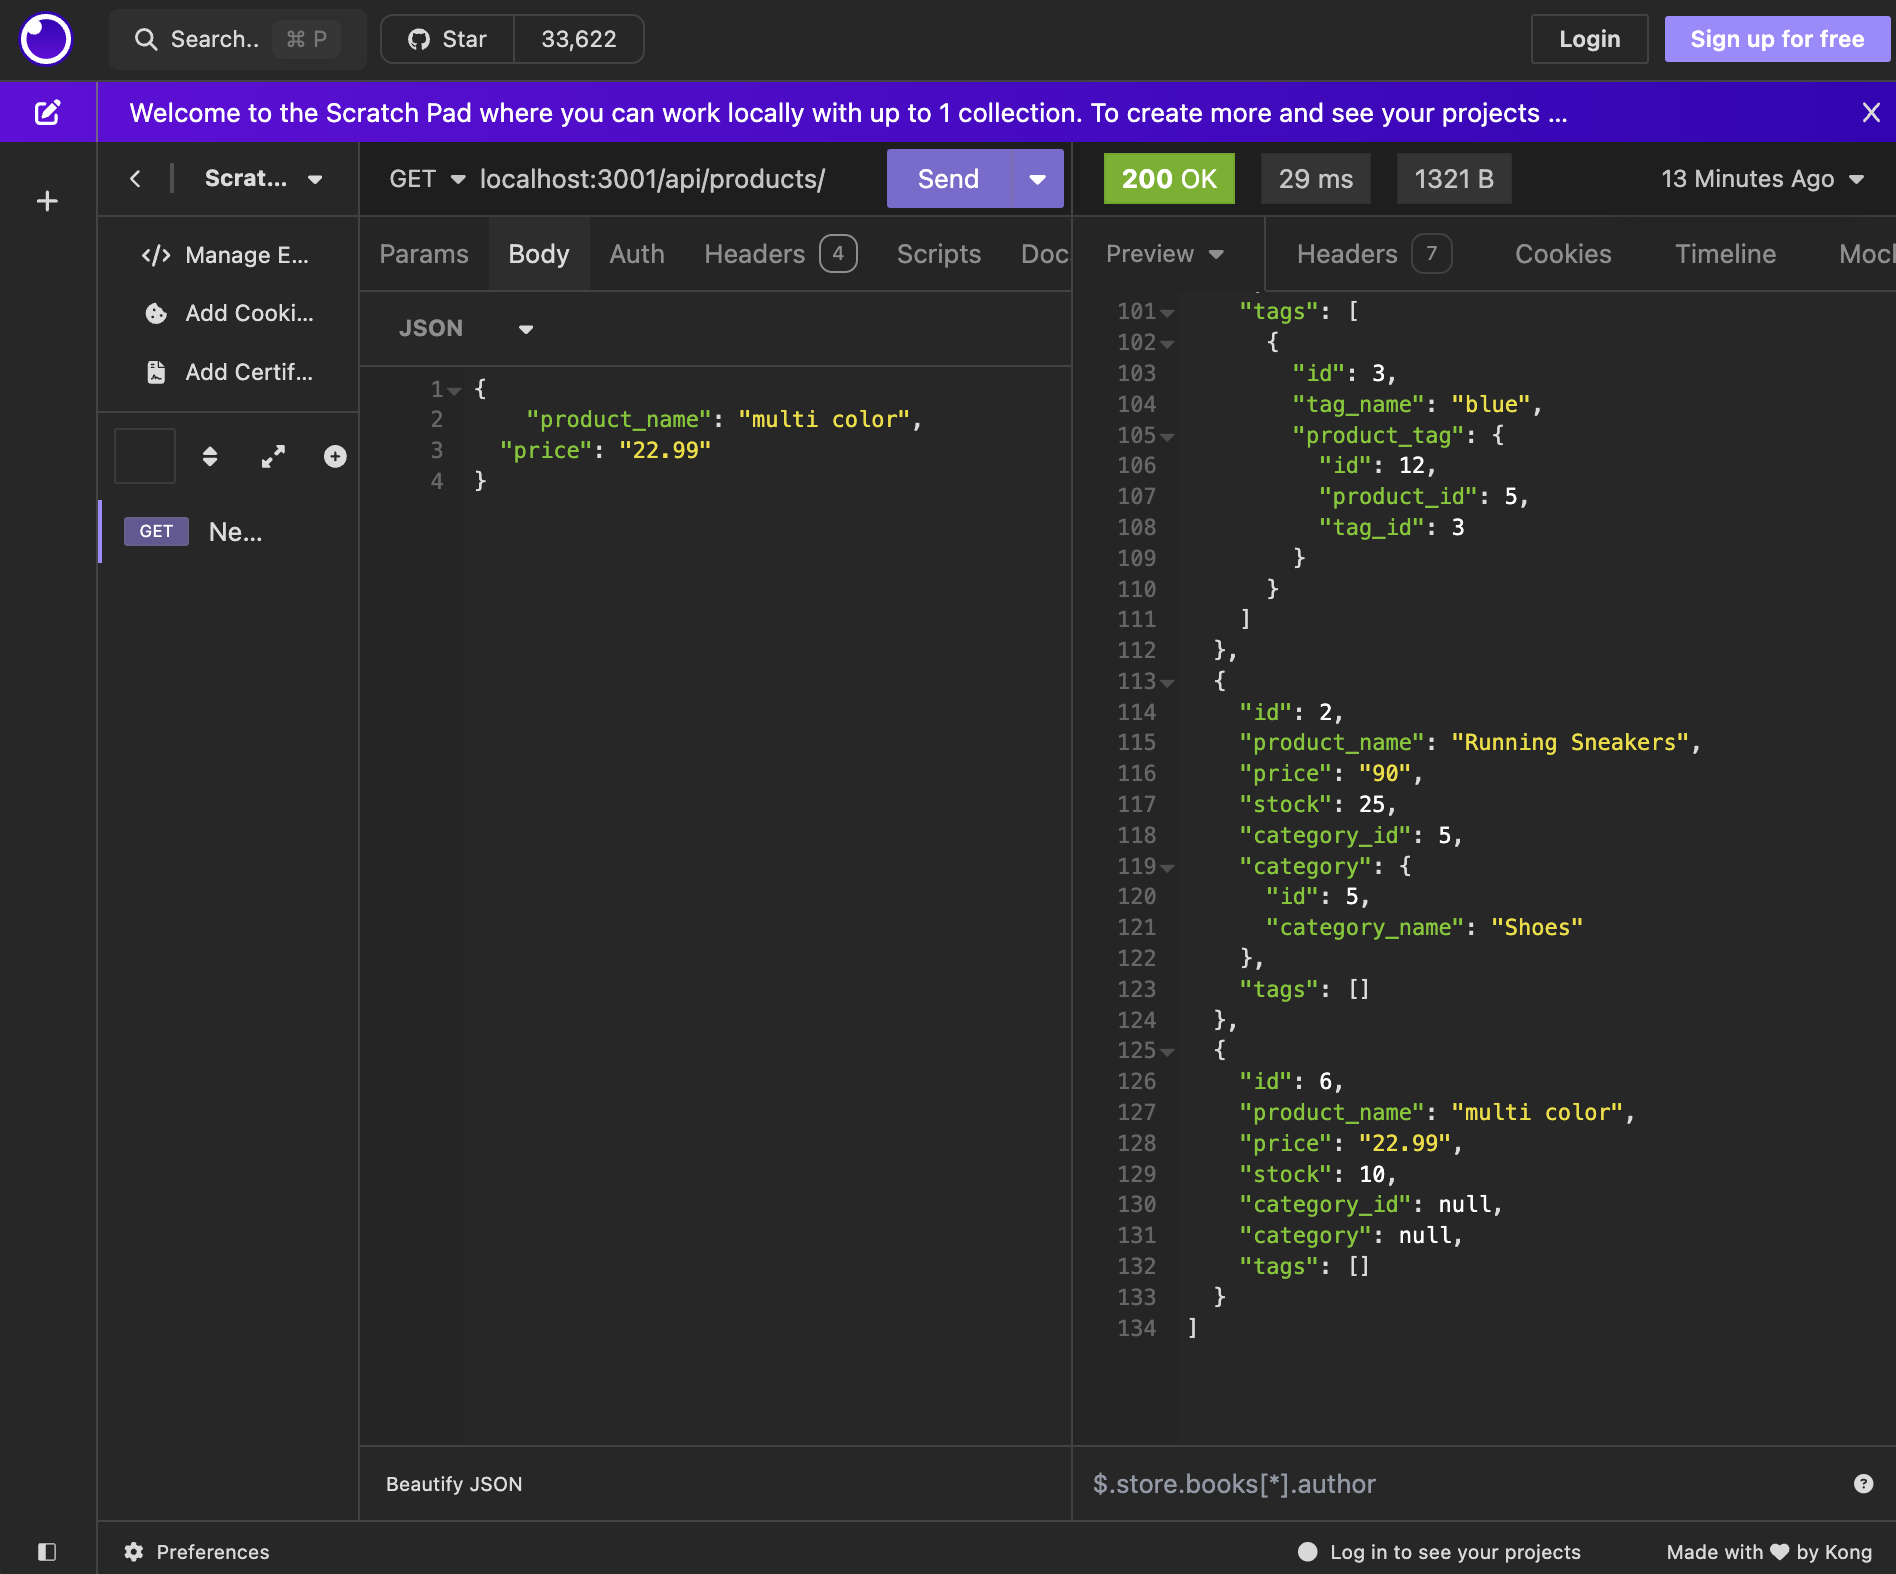 Search.. ⌘ P
Star 33,622
Login
Sign up for free
Welcome to the Scratch Pad where you can work locally with up to 1 collection. To create more and see your projects ...
Scrat...
GET localhost:3001/api/products/
Send
200 OK
29 ms
1321 B
13 Minutes Ago
</> Manage E...
Add Cooki...
Add Certif...
GET Ne...
Params
Body
Auth
Headers 4
Scripts
Doc
JSON
1 {
2 "product_name": "multi color",
3 "price": "22.99"
4 }
Beautify JSON
Preview
Headers 7
Cookies
Timeline
Moc
101 "tags": [
102 {
103 "id": 3,
104 "tag_name": "blue",
105 "product_tag": {
106 "id": 12,
107 "product_id": 5,
108 "tag_id": 3
109 }
110 }
111 ]
112 },
113 {
114 "id": 2,
115 "product_name": "Running Sneakers",
116 "price": "90",
117 "stock": 25,
118 "category_id": 5,
119 "category": {
120 "id": 5,
121 "category_name": "Shoes"
122 },
123 "tags": []
124 },
125 {
126 "id": 6,
127 "product_name": "multi color",
128 "price": "22.99",
129 "stock": 10,
130 "category_id": null,
131 "category": null,
132 "tags": []
133 }
134 ]
$.store.books[*].author
Preferences
Log in to see your projects
Made with ♥ by Kong